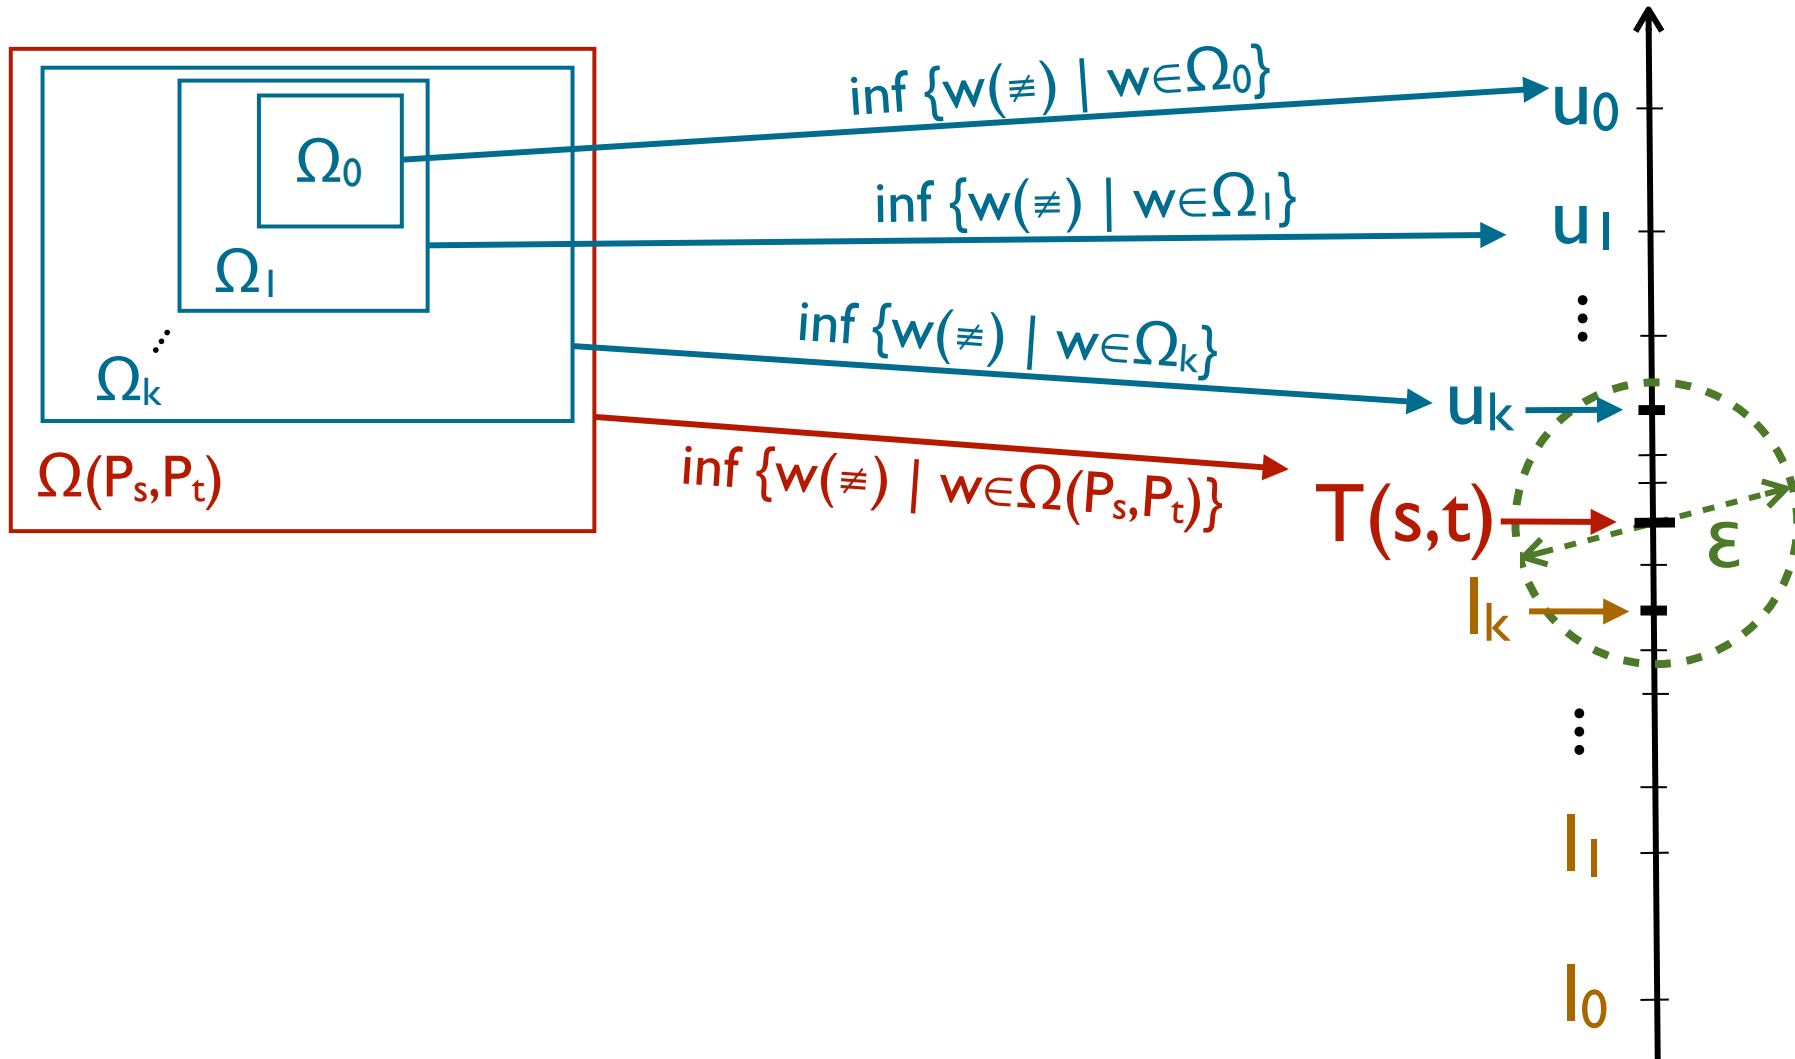 inf {w(≢) | w∈Ω0}
u0
Ω0
inf {w(≢) | w∈Ω1}
u1
Ω1
⋮
⋰
inf {w(≢) | w∈Ωk}
Ωk
uk
inf {w(≢) | w∈Ω(Ps,Pt)}
Ω(Ps,Pt)
T(s,t)
ε
lk
⋮
l1
l0